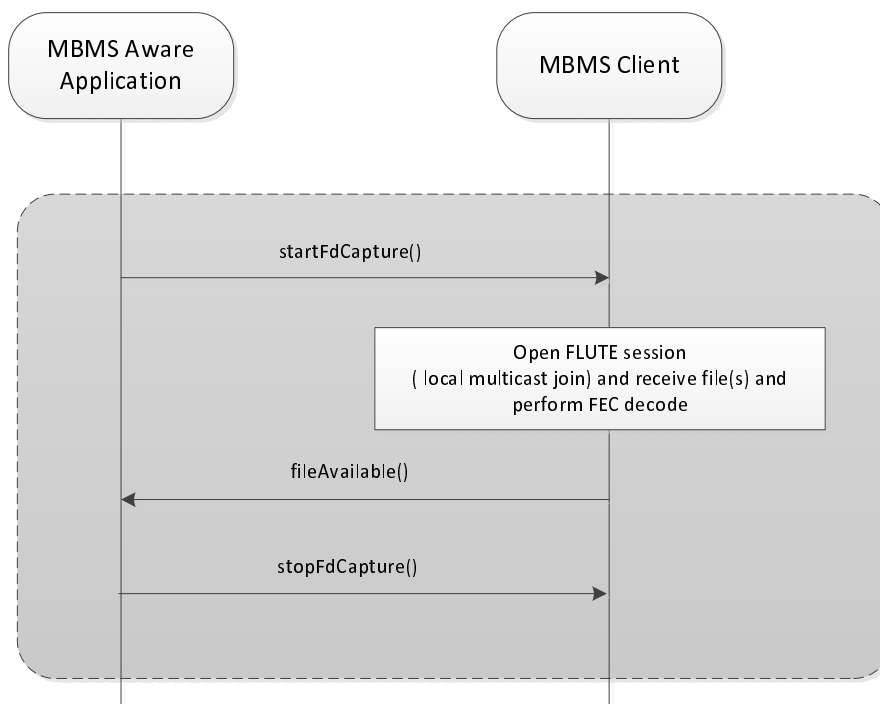 MBMS Aware
Application
MBMS Client
startFdCapture()
Open FLUTE session
( local multicast join) and receive file(s) and
perform FEC decode
fileAvailable()
stopFdCapture()